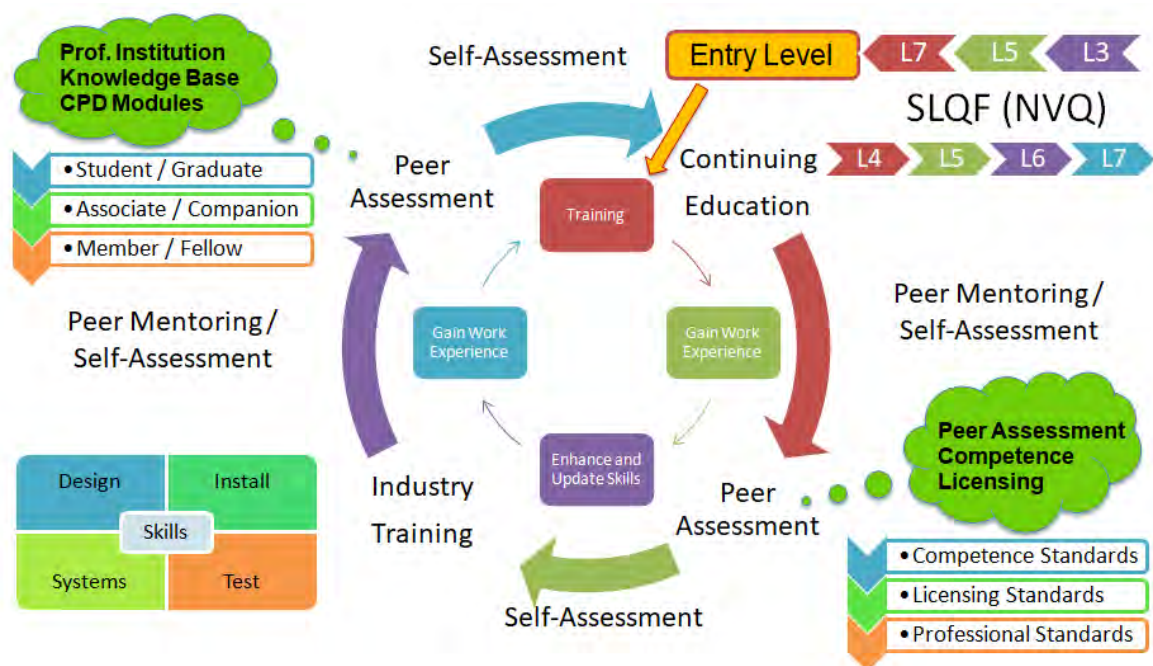 Prof. Institution
Knowledge Base
CPD Modules
•Student / Graduate
•Associate / Companion
•Member / Fellow
Self-Assessment
Entry Level
L7
L5
L3
SLQF (NVQ)
L4
L5
L6
L7
Continuing
Education
Peer
Assessment
Training
Gain Work
Experience
Gain Work
Experience
Enhance and
Update Skills
Peer Mentoring /
Self-Assessment
Peer Mentoring /
Self-Assessment
Peer Assessment
Competence
Licensing
•Competence Standards
•Licensing Standards
•Professional Standards
Peer
Assessment
Self-Assessment
Industry
Training
Design
Install
Skills
Systems
Test